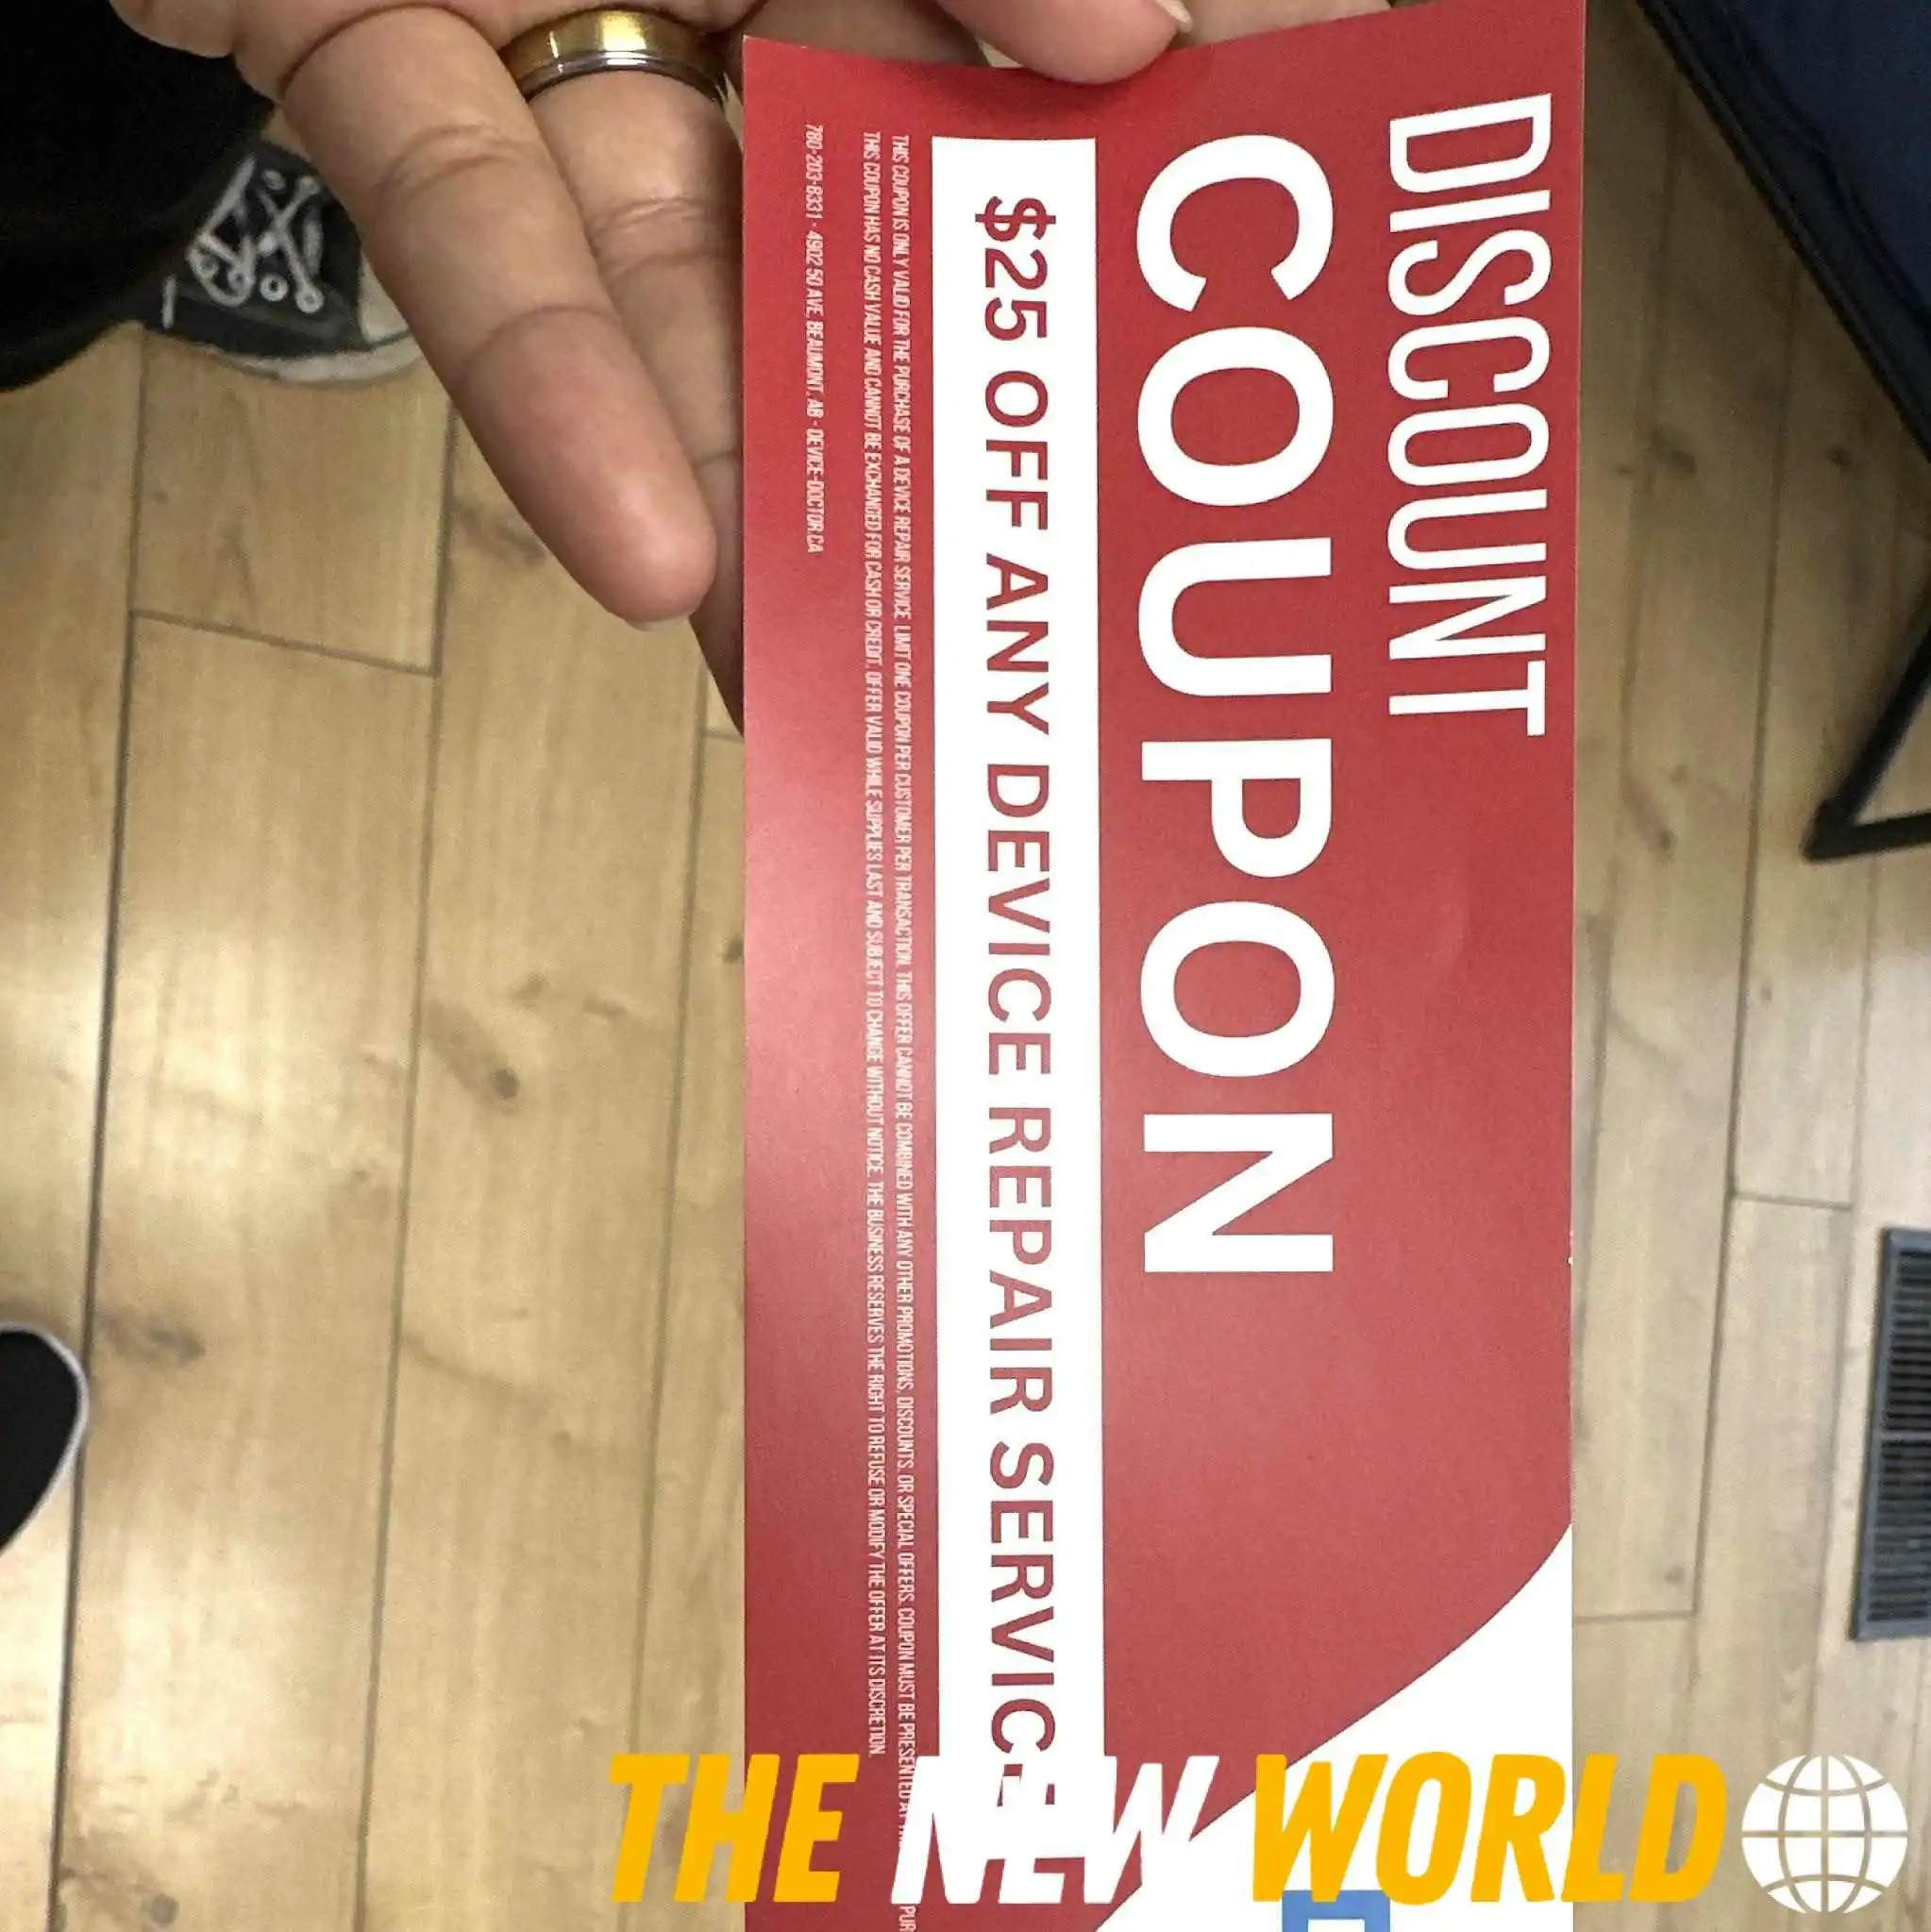 DISCOUNT
COUPON
$25 OFF ANY DEVICE REPAIR SERVICE
THIS COUPON IS ONLY VALID FOR THE PURCHASE OF A DEVICE REPAIR SERVICE. LIMIT ONE COUPON PER CUSTOMER PER TRANSACTION. THIS OFFER CANNOT BE COMBINED WITH ANY OTHER PROMOTIONS, DISCOUNTS, OR SPECIAL OFFERS. COUPON MUST BE PRESENTED AT
THIS COUPON HAS NO CASH VALUE AND CANNOT BE EXCHANGED FOR CASH OR CREDIT. OFFER VALID WHILE SUPPLIES LAST AND SUBJECT TO CHANGE WITHOUT NOTICE. THE BUSINESS RESERVES THE RIGHT TO REFUSE OR MODIFY THE OFFER AT ITS DISCRETION.
780-203-8331 · 4902 50 AVE, BEAUMONT, AB · DEVICE-DOCTOR.CA
THE NEW WORLD